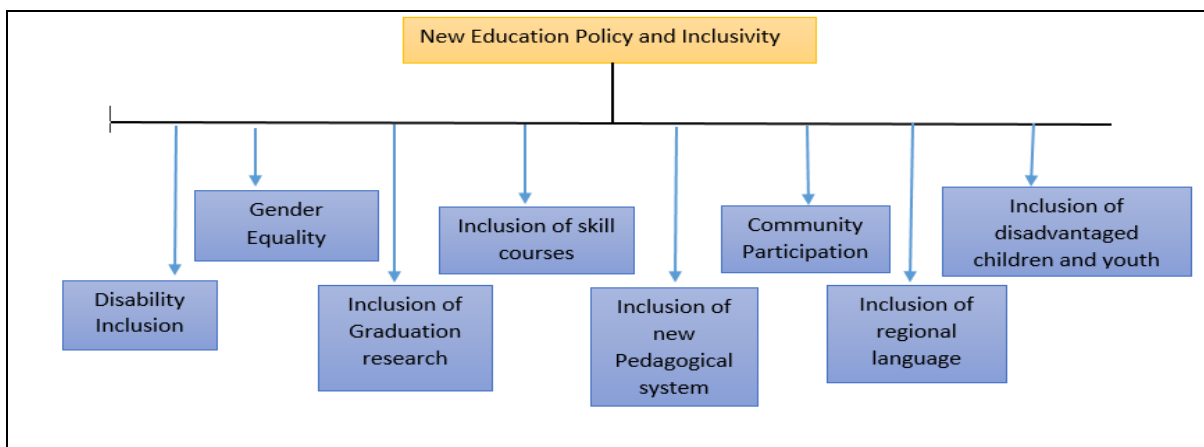 New Education Policy and Inclusivity
Gender
Equality
Inclusion of skill
courses
Community
Participation
Inclusion of
disadvantaged
children and youth
Disability
Inclusion
Inclusion of
Graduation
research
Inclusion of
new
Pedagogical
system
Inclusion of
regional
language